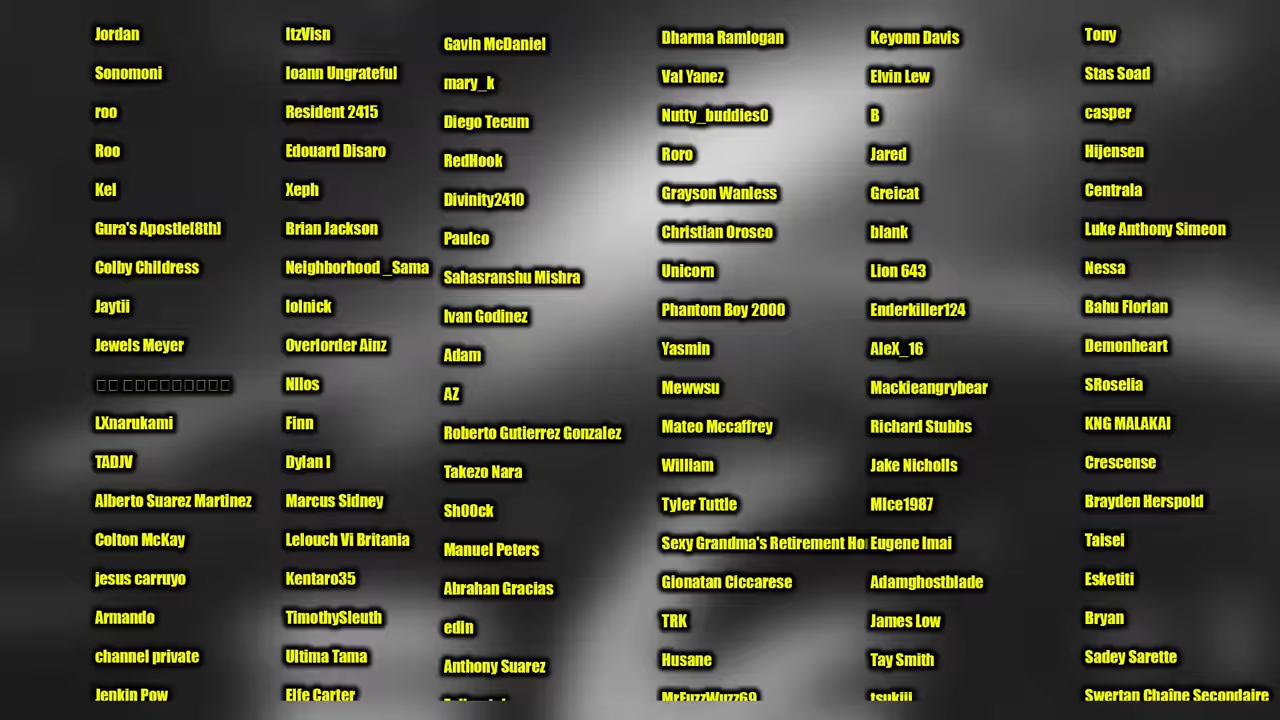 Jordan
Sonomoni
roo
Roo
Kel
Gura's Apostle[8th]
Colby Childress
Jaytii
Jewels Meyer
LXnarukami
TADJV
Alberto Suarez Martinez
Colton McKay
jesus carruyo
Armando
channel private
Jenkin Pow
ItzVisn
Ioann Ungrateful
Resident 2415
Edouard Disaro
Xeph
Brian Jackson
Neighborhood _Sama
lolnick
Overlorder Ainz
Nllos
Finn
Dylan I
Marcus Sidney
Lelouch Vi Britania
Kentaro35
TimothySleuth
Ultima Tama
Elfe Carter
Gavin McDaniel
mary_k
Diego Tecum
RedHook
Divinity2410
Paulco
Sahasranshu Mishra
Ivan Godinez
Adam
AZ
Roberto Gutierrez Gonzalez
Takezo Nara
Sh00ck
Manuel Peters
Abrahan Gracias
edin
Anthony Suarez
Dharma Ramlogan
Val Yanez
Nutty_buddies0
Roro
Grayson Wanless
Christian Orosco
Unicorn
Phantom Boy 2000
Yasmin
Mewwsu
Mateo Mccaffrey
William
Tyler Tuttle
Sexy Grandma's Retirement Ho
Gionatan Ciccarese
TRK
Husane
MrFuzzWuzz69
Keyonn Davis
Elvin Lew
B
Jared
Greicat
blank
Lion 643
Enderkiller124
AleX_16
Mackieangrybear
Richard Stubbs
Jake Nicholls
Mice1987
Eugene Imai
Adamghostblade
James Low
Tay Smith
tsukiii
Tony
Stas Soad
casper
Hijensen
Centrala
Luke Anthony Simeon
Nessa
Bahu Florian
Demonheart
SRoselia
KNG MALAKAI
Crescense
Brayden Herspold
Taisei
Esketiti
Bryan
Sadey Sarette
Swertan Chaîne Secondaire